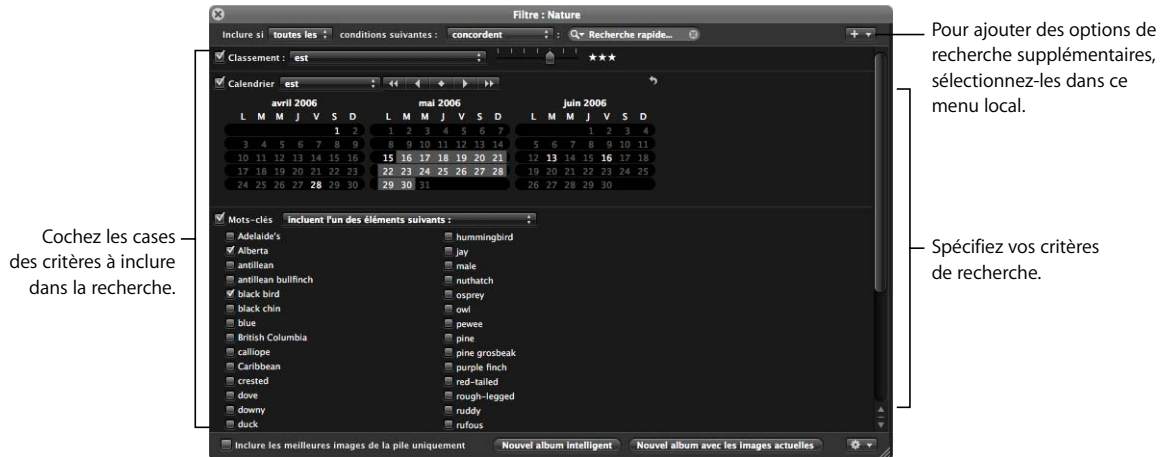 Filtre : Nature
Inclure si toutes les conditions suivantes : concordent : Recherche rapide...
Pour ajouter des options de
recherche supplémentaires,
sélectionnez-les dans ce
menu local.
Classement : est ★★★
Calendrier est
avril 2006 mai 2006 juin 2006
L M M J V S D L M M J V S D L M M J V S D
1 2 1 2 3 4 5 6 7 1 2 3 4
3 4 5 6 7 8 9 8 9 10 11 12 13 14 5 6 7 8 9 10 11
10 11 12 13 14 15 16 15 16 17 18 19 20 21 12 13 14 15 16 17 18
17 18 19 20 21 22 23 22 23 24 25 26 27 28 19 20 21 22 23 24 25
24 25 26 27 28 29 30 29 30 31 26 27 28 29 30
Mots-clés incluent l'un des éléments suivants :
Adelaide's hummingbird
Alberta jay
antillean male
antillean bullfinch nuthatch
black bird osprey
black chin owl
blue pewee
British Columbia pine
calliope pine grosbeak
Caribbean purple finch
crested red-tailed
dove rough-legged
downy ruddy
duck rufous
Cochez les cases
des critères à inclure
dans la recherche.
Spécifiez vos critères
de recherche.
Inclure les meilleures images de la pile uniquement Nouvel album intelligent Nouvel album avec les images actuelles